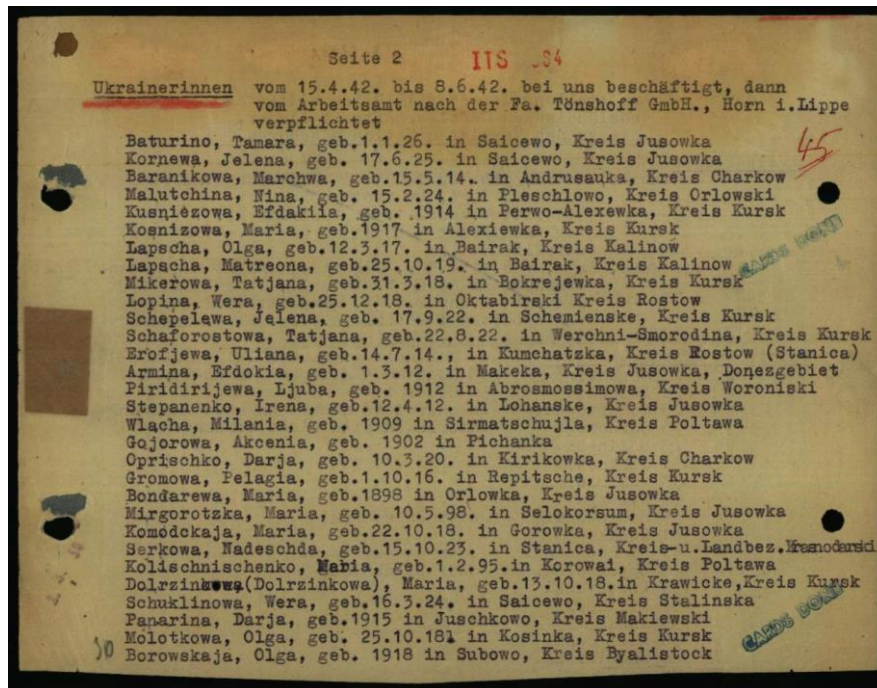 Seite 2 ITS 94
Ukrainerinnen vom 15.4.42. bis 8.6.42. bei uns beschäftigt, dann
vom Arbeitsamt nach der Fa. Tönshoff GmbH., Horn i.Lippe
verpflichtet
Baturino, Tamara, geb.1.1.26. in Saicewo, Kreis Jusowka
45
Kornewa, Jelena, geb. 17.6.25. in Saicewo, Kreis Jusowka
Baranikowa, Marchwa, geb.15.5.14. in Andrusauka, Kreis Charkow
Malutchina, Nina, geb. 15.2.24. in Pleschlowo, Kreis Orlowski
Kusniezowa, Efdakiia, geb. 1914 in Perwo-Alexewka, Kreis Kursk
Kosnizowa, Maria, geb.1917 in Alexiewka, Kreis Kursk
Lapscha, Olga, geb.12.3.17. in Bairak, Kreis Kalinow
Lapscha, Matreona, geb.25.10.19. in Bairak, Kreis Kalinow
CARDS DONE
Mikerowa, Tatjana, geb.31.3.18. in Bokrejewka, Kreis Kursk
Lopina, Wera, geb.25.12.18. in Oktabirski Kreis Rostow
Schepelewa, Jelena, geb. 17.9.22. in Schemienske, Kreis Kursk
Schaforostowa, Tatjana, geb.22.8.22. in Werchni-Smorodina, Kreis Kursk
Erofjewa, Uliana, geb.14.7.14., in Kumchatzka, Kreis Rostow (Stanica)
Armina, Efdokia, geb. 1.3.12. in Makeka, Kreis Jusowka, Donezgebiet
Piridirijewa, Ljuba, geb. 1912 in Abrosmossimowa, Kreis Woroniski
Stepanenko, Irena, geb.12.4.12. in Lohanske, Kreis Jusowka
Wlacha, Milania, geb. 1909 in Sirmatschujla, Kreis Poltawa
Gojorowa, Akcenia, geb. 1902 in Pichanka
Oprischko, Darja, geb. 10.3.20. in Kirikowka, Kreis Charkow
Gromowa, Pelagia, geb.1.10.16. in Repitsche, Kreis Kursk
Bondarewa, Maria, geb.1898 in Orlowka, Kreis Jusowka
Mirgorotzka, Maria, geb. 10.5.98. in Selokorsum, Kreis Jusowka
Komodckaja, Maria, geb.22.10.18. in Gorowka, Kreis Jusowka
Serkowa, Nadeschda, geb.15.10.23. in Stanica, Kreis-u.Landbez.Krasnodarski
Kolischnischenko, Maria, geb.1.2.95. in Korowai, Kreis Poltawa
Dolrzinkowa(Dolrzinkowa), Maria, geb.13.10.18.in Krawicke,Kreis Kursk
Schuklinowa, Wera, geb.16.3.24. in Saicewo, Kreis Stalinska
Panarina, Darja, geb.1915 in Juschkowo, Kreis Makiewski
CARDS DONE
Molotkowa, Olga, geb. 25.10.181 in Kosinka, Kreis Kursk
30
Borowskaja, Olga, geb. 1918 in Subowo, Kreis Byalistock